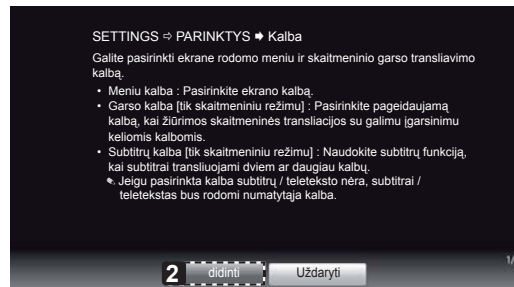 SETTINGS ⇨ PARINKTYS ➧ Kalba
Galite pasirinkti ekrane rodomo meniu ir skaitmeninio garso transliavimo
kalbą.
• Meniu kalba : Pasirinkite ekrano kalbą.
• Garso kalba [tik skaitmeniniu režimu] : Pasirinkite pageidaujamą
kalbą, kai žiūrimos skaitmeninės transliacijos su galimu įgarsinimu
keliomis kalbomis.
• Subtitrų kalba [tik skaitmeniniu režimu] : Naudokite subtitrų funkciją,
kai subtitrai transliuojami dviem ar daugiau kalbų.
✎ Jeigu pasirinkta kalba subtitrų / teleteksto nėra, subtitrai /
teletekstas bus rodomi numatytąja kalba.
1/
2 didinti Uždaryti